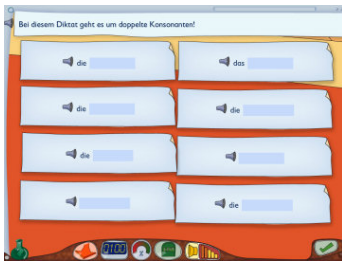 Bei diesem Diktat geht es um doppelte Konsonanten!
die
das
die
die
die
die